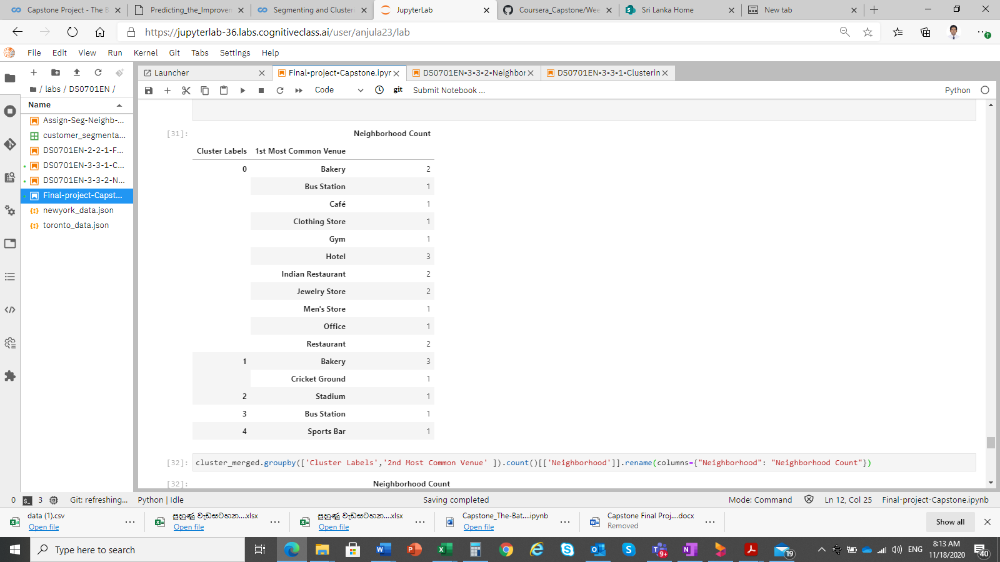 Capstone Project - The B
Predicting_the_Improvem
Segmenting and Clusteri
JupyterLab
Coursera_Capstone/Wee
Sri Lanka Home
New tab
https://jupyterlab-36.labs.cognitiveclass.ai/user/anjula23/lab
File Edit View Run Kernel Git Tabs Settings Help
Launcher
Final-project-Capstone.ipyr
DS0701EN-3-3-2-Neighbor
DS0701EN-3-3-1-Clusterin
/ labs / DS0701EN /
Code
git
Submit Notebook ...
Python
Name
Assign-Seg-Neighb-...
customer_segmenta...
DS0701EN-2-2-1-F...
DS0701EN-3-3-1-C...
DS0701EN-3-3-2-N...
Final-project-Capst...
newyork_data.json
toronto_data.json
[31]:
Neighborhood Count
Cluster Labels 1st Most Common Venue
0 Bakery 2
Bus Station 1
Café 1
Clothing Store 1
Gym 1
Hotel 3
Indian Restaurant 2
Jewelry Store 2
Men's Store 1
Office 1
Restaurant 2
1 Bakery 3
Cricket Ground 1
2 Stadium 1
3 Bus Station 1
4 Sports Bar 1
[32]: cluster_merged.groupby(['Cluster Labels','2nd Most Common Venue' ]).count()[['Neighborhood']].rename(columns={"Neighborhood": "Neighborhood Count"})
[32]:
Neighborhood Count
0 $_ 3 Git: refreshing... Python | Idle Saving completed Mode: Command Ln 12, Col 25 Final-project-Capstone.ipynb
data (1).csv
Open file
පුහුණු වැඩසටහන....xlsx
Open file
පුහුණු වැඩසටහන....xlsx
Open file
Capstone_The-Bat....ipynb
Open file
Capstone Final Proj....docx
Removed
Show all
Type here to search
9+
19
ENG
8:13 AM
11/18/2020
40